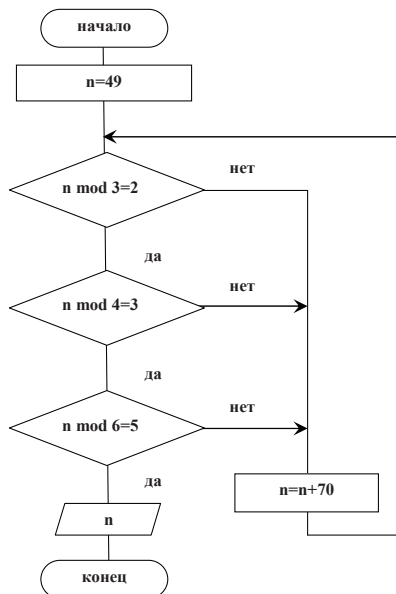 начало
n=49
n mod 3=2
нет
да
n mod 4=3
нет
да
n mod 6=5
нет
да
n=n+70
n
конец